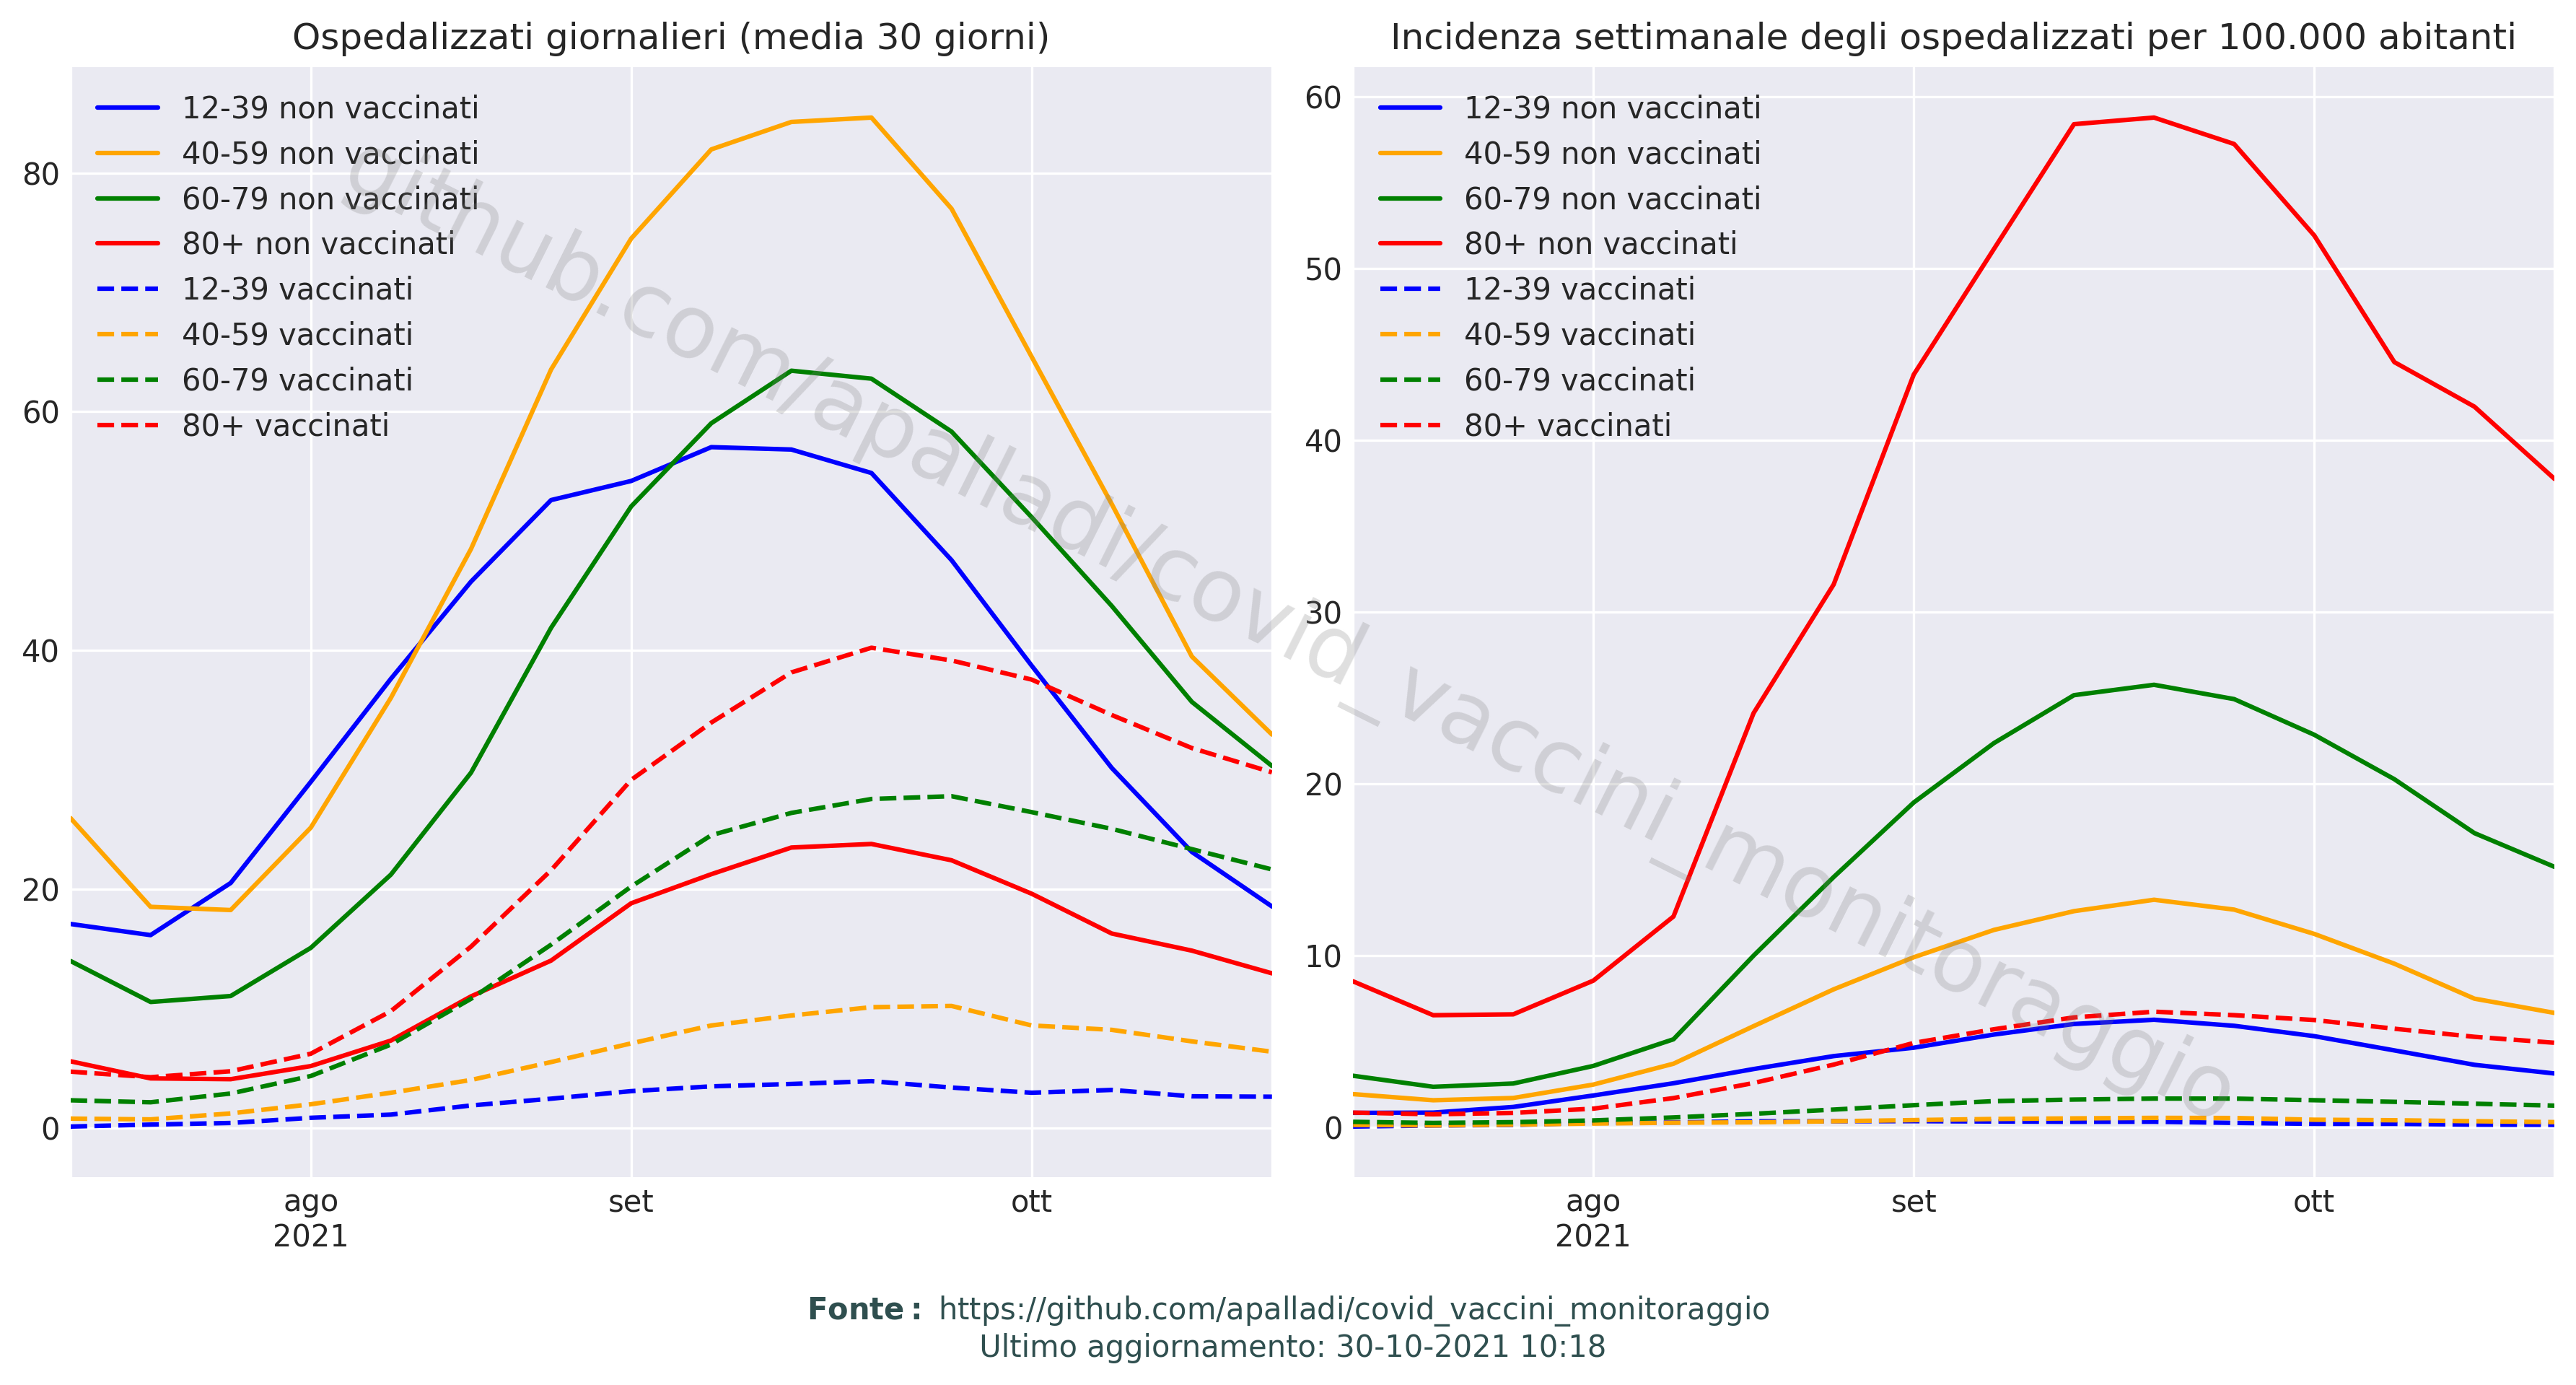 Ospedalizzati giornalieri (media 30 giorni)
12-39 non vaccinati
40-59 non vaccinati
60-79 non vaccinati
80+ non vaccinati
12-39 vaccinati
40-59 vaccinati
60-79 vaccinati
80+ vaccinati
80
60
40
20
0
ago
2021
set
ott
Incidenza settimanale degli ospedalizzati per 100.000 abitanti
12-39 non vaccinati
40-59 non vaccinati
60-79 non vaccinati
80+ non vaccinati
12-39 vaccinati
40-59 vaccinati
60-79 vaccinati
80+ vaccinati
60
50
40
30
20
10
0
ago
2021
set
ott
github.com/apalladi/covid_vaccini_monitoraggio
Fonte: https://github.com/apalladi/covid_vaccini_monitoraggio
Ultimo aggiornamento: 30-10-2021 10:18